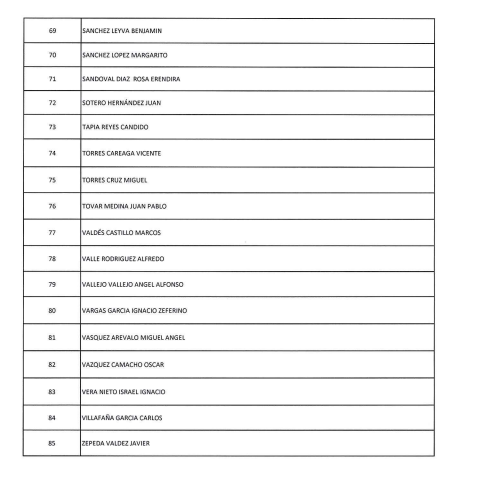 69 SANCHEZ LEYVA BENJAMIN
70 SANCHEZ LOPEZ MARGARITO
71 SANDOVAL DIAZ ROSA ERENDIRA
72 SOTERO HERNÁNDEZ JUAN
73 TAPIA REYES CANDIDO
74 TORRES CAREAGA VICENTE
75 TORRES CRUZ MIGUEL
76 TOVAR MEDINA JUAN PABLO
77 VALDÉS CASTILLO MARCOS
78 VALLE RODRIGUEZ ALFREDO
79 VALLEJO VALLEJO ANGEL ALFONSO
80 VARGAS GARCIA IGNACIO ZEFERINO
81 VASQUEZ AREVALO MIGUEL ANGEL
82 VAZQUEZ CAMACHO OSCAR
83 VERA NIETO ISRAEL IGNACIO
84 VILLAFAÑA GARCIA CARLOS
85 ZEPEDA VALDEZ JAVIER